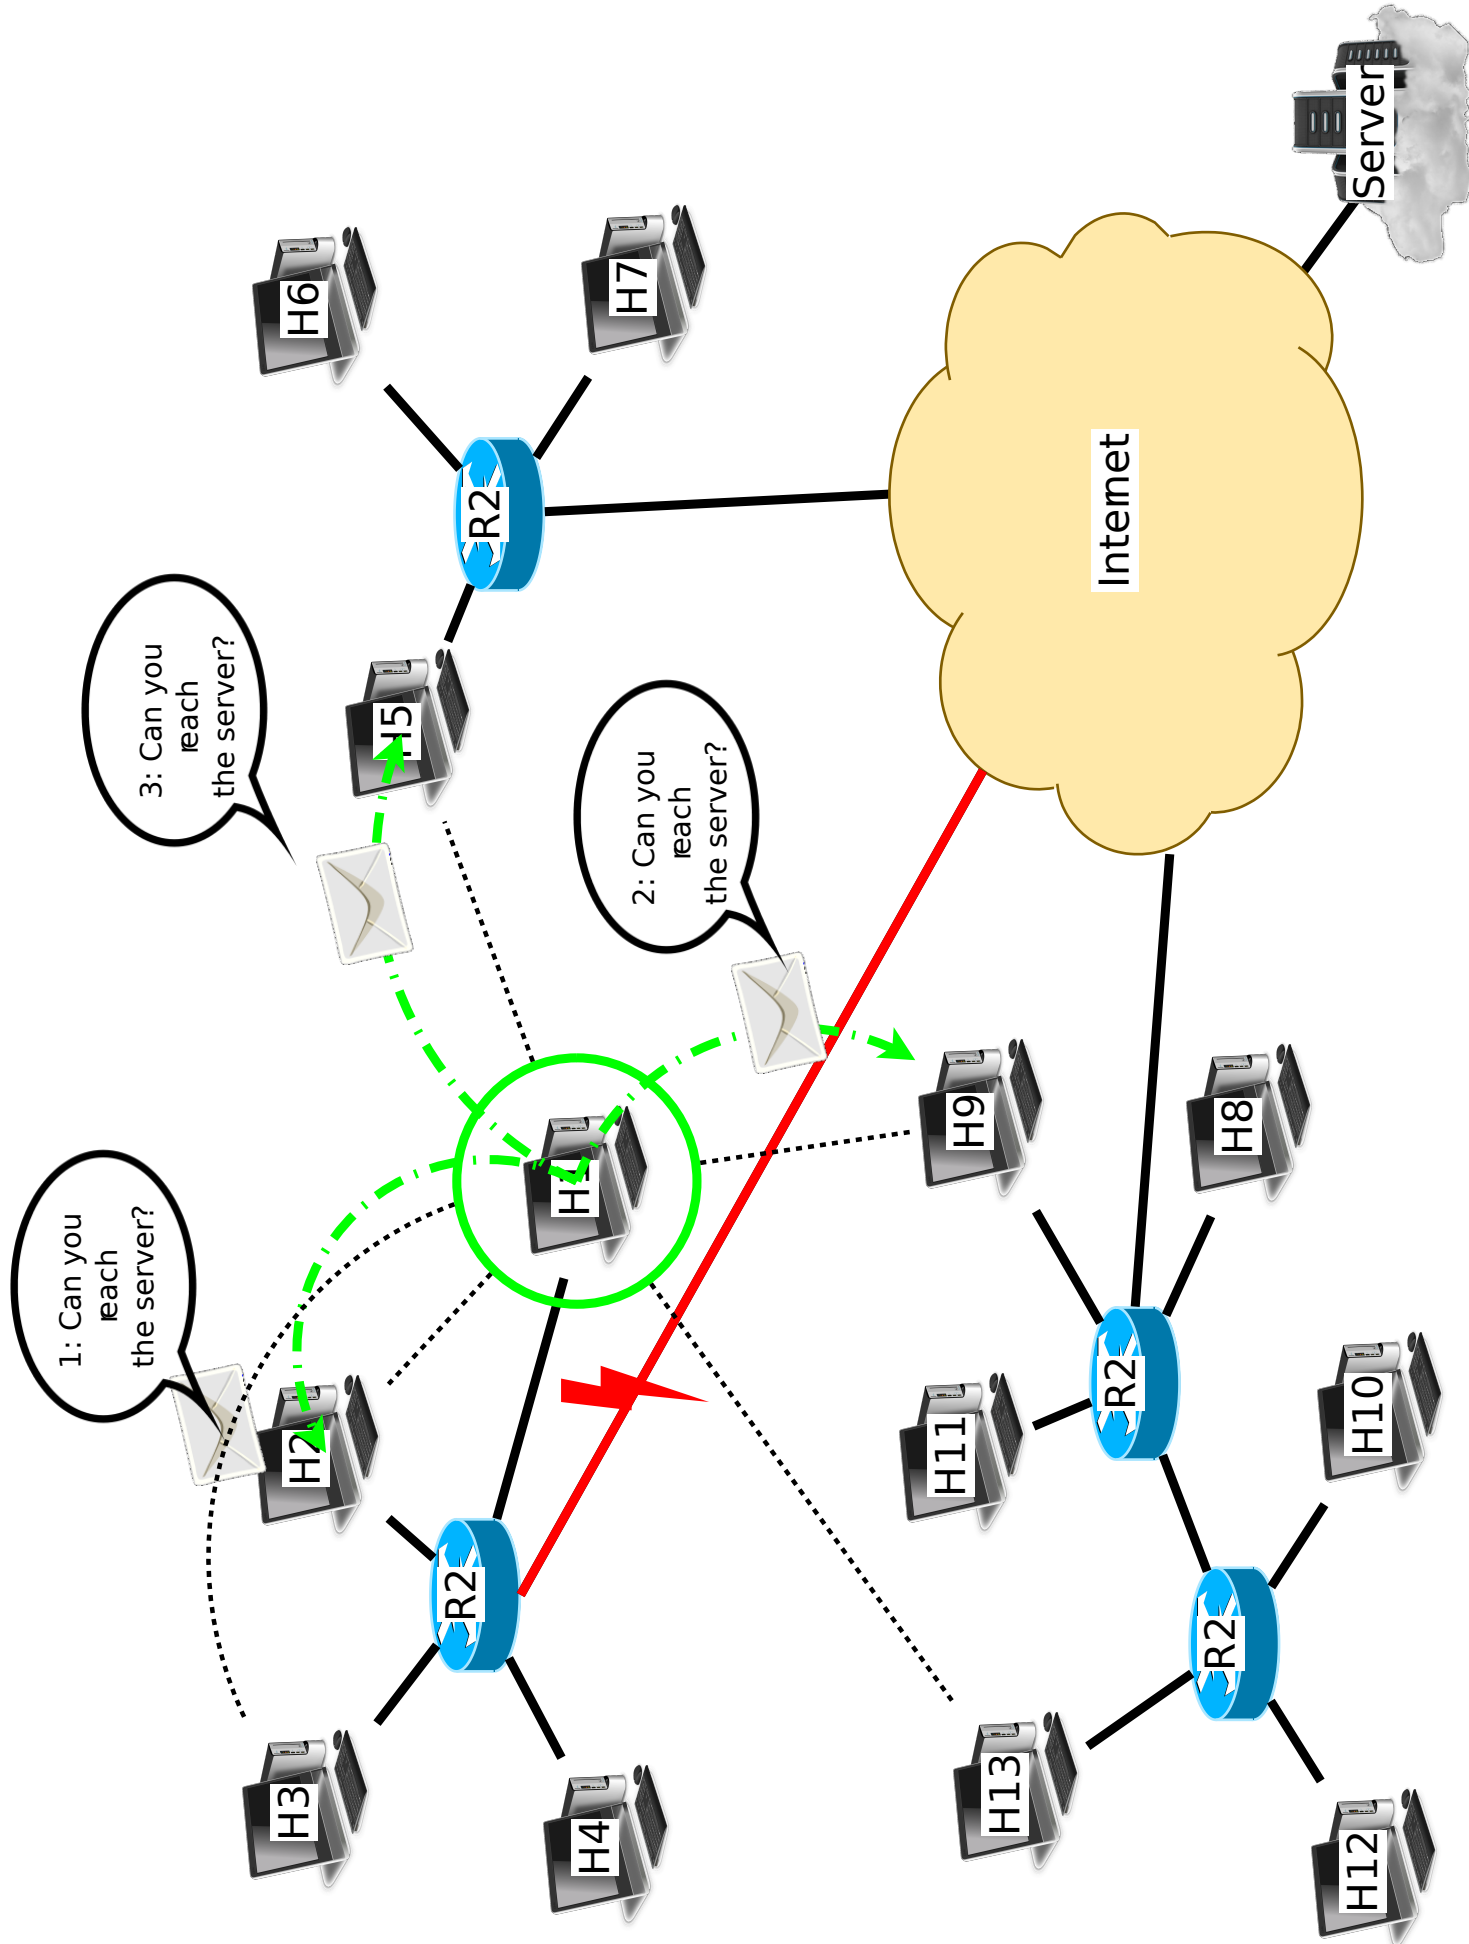 1: Can you
reach
the server?
3: Can you
reach
the server?
H3
H2
H6
H5
R2
R2
H1
H4
H7
2: Can you
reach
the server?
H11
H9
H13
Internet
R2
R2
H8
H12
H10
Server